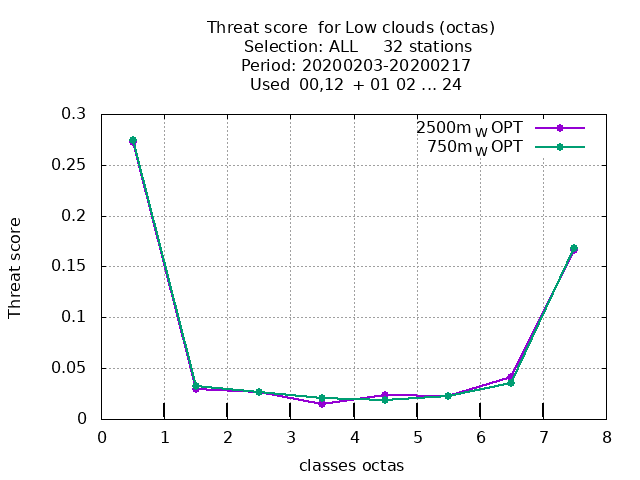 Threat score  for Low clouds (octas)
Selection: ALL     32 stations
Period: 20200203-20200217
Used  00,12  + 01 02 ... 24
0.3
0.25
0.2
0.15
0.1
0.05
0
Threat score
2500m W OPT
750m W OPT
0 1 2 3 4 5 6 7 8
classes octas